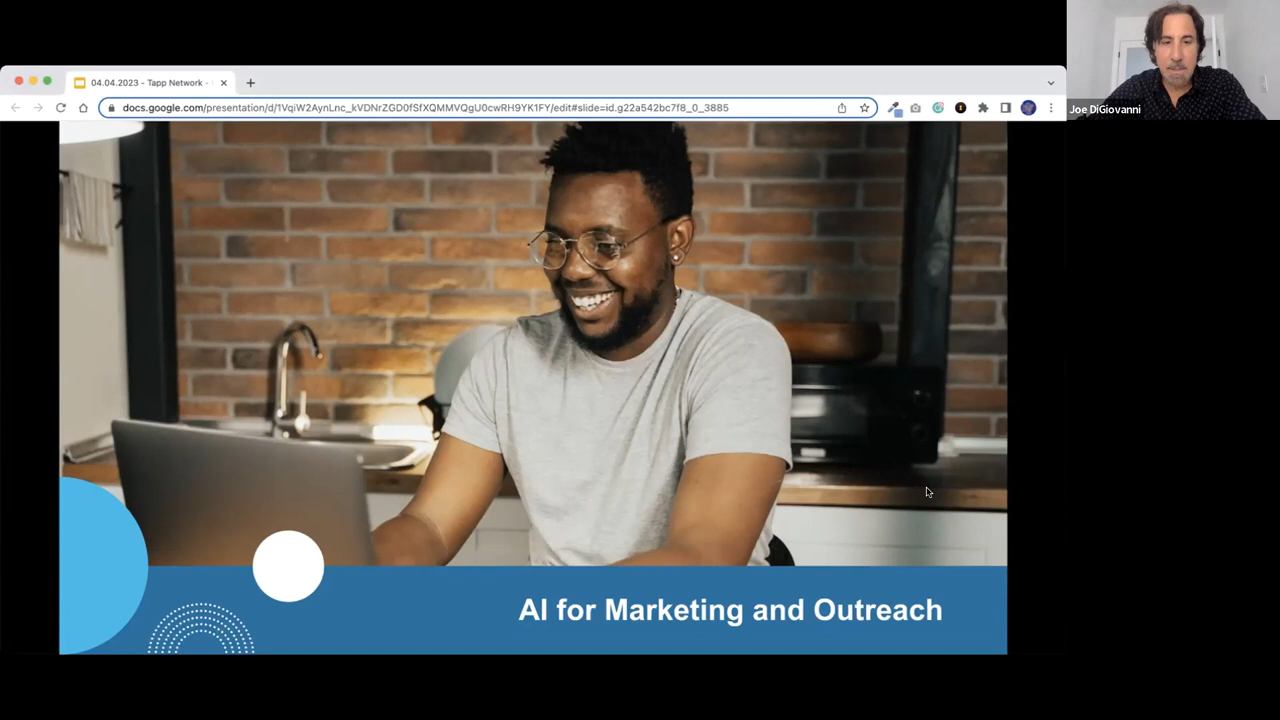 04.04.2023 - Tapp Network -
docs.google.com/presentation/d/1VqiW2AynLnc_kVDNrZGD0fSfXQMMVQgU0cwRH9YK1FY/edit#slide=id.g22a542bc7f8_0_3885
Joe DiGiovanni
AI for Marketing and Outreach